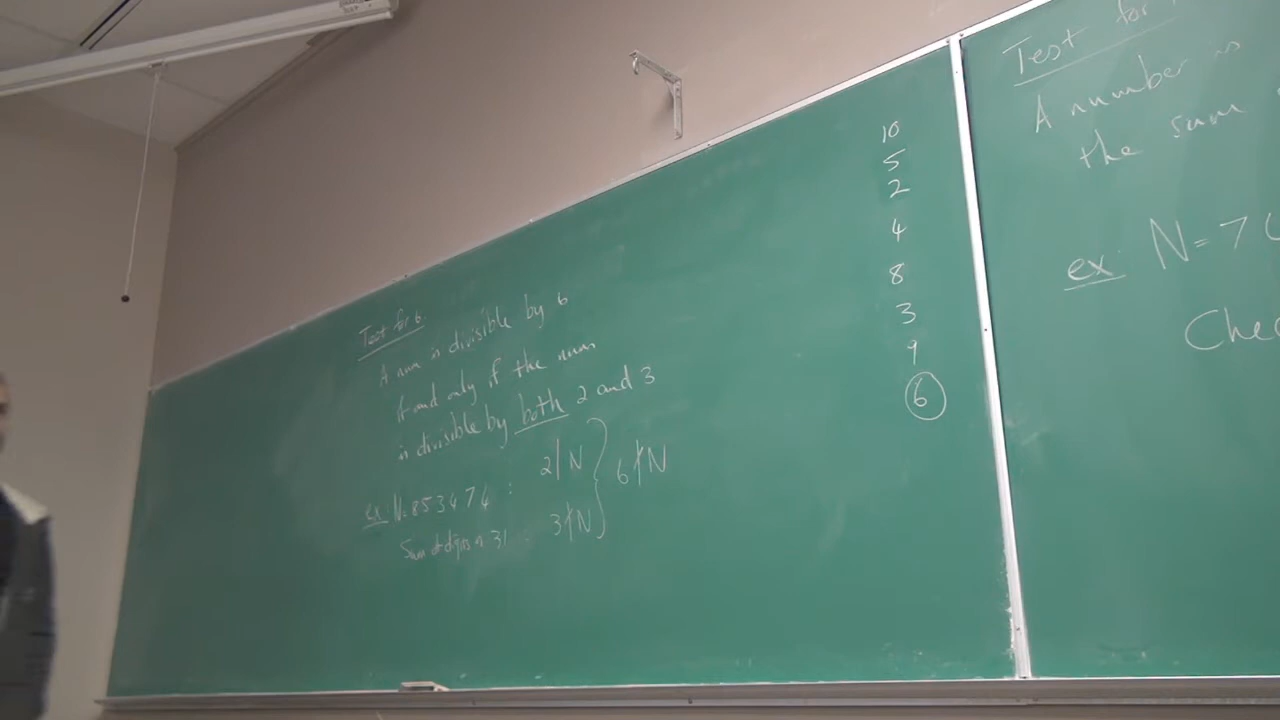 Test for 6.
A num is divisible by 6
if and only if the num
is divisible by both 2 and 3
ex: N=853474 : 2|N } 6∤N
Sum of digits = 31 : 3∤N
10
5
2
4
8
3
9
6
Test for
A number is
the sum
ex: N=7
Chec